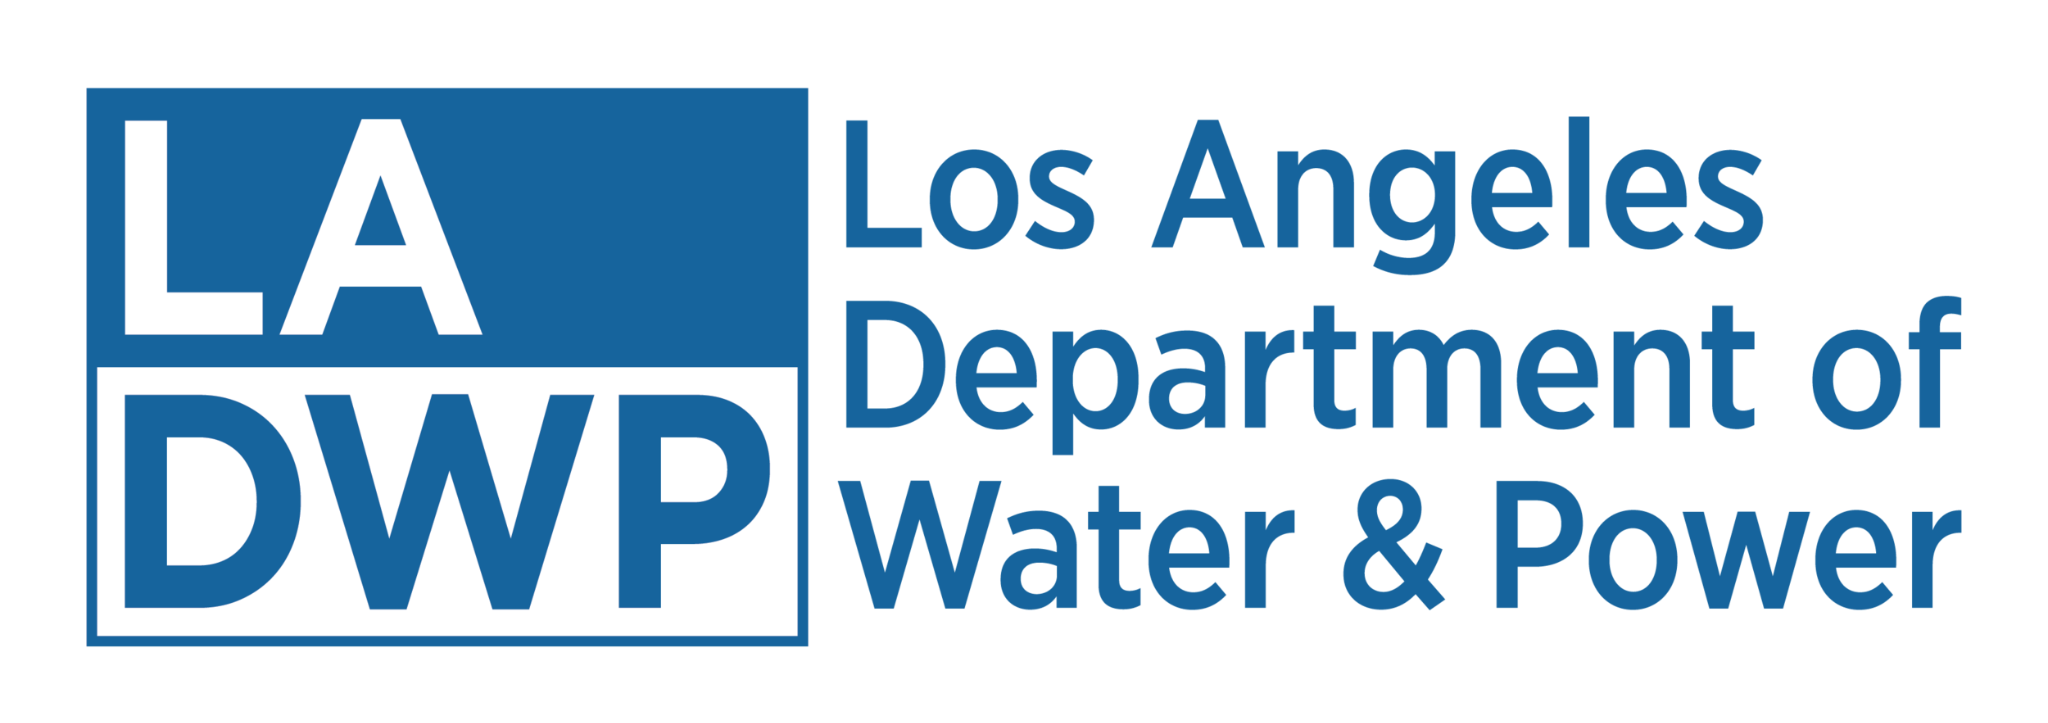 LA
DWP
Los Angeles
Department of
Water & Power